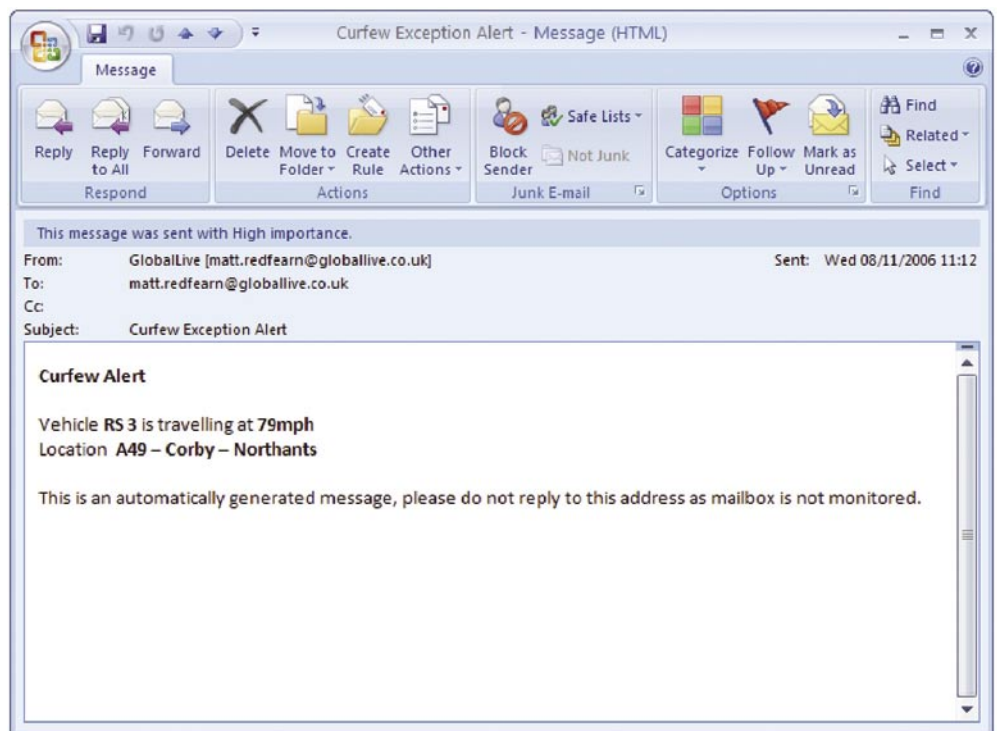 Curfew Exception Alert - Message (HTML)
Message
Reply
Reply to All
Forward
Respond
Delete
Move to Folder
Create Rule
Other Actions
Actions
Block Sender
Safe Lists
Not Junk
Junk E-mail
Categorize
Follow Up
Mark as Unread
Options
Find
Related
Select
Find
This message was sent with High importance.
From: GlobalLive [matt.redfearn@globallive.co.uk] Sent: Wed 08/11/2006 11:12
To: matt.redfearn@globallive.co.uk
Cc:
Subject: Curfew Exception Alert
Curfew Alert
Vehicle RS 3 is travelling at 79mph
Location A49 – Corby – Northants
This is an automatically generated message, please do not reply to this address as mailbox is not monitored.